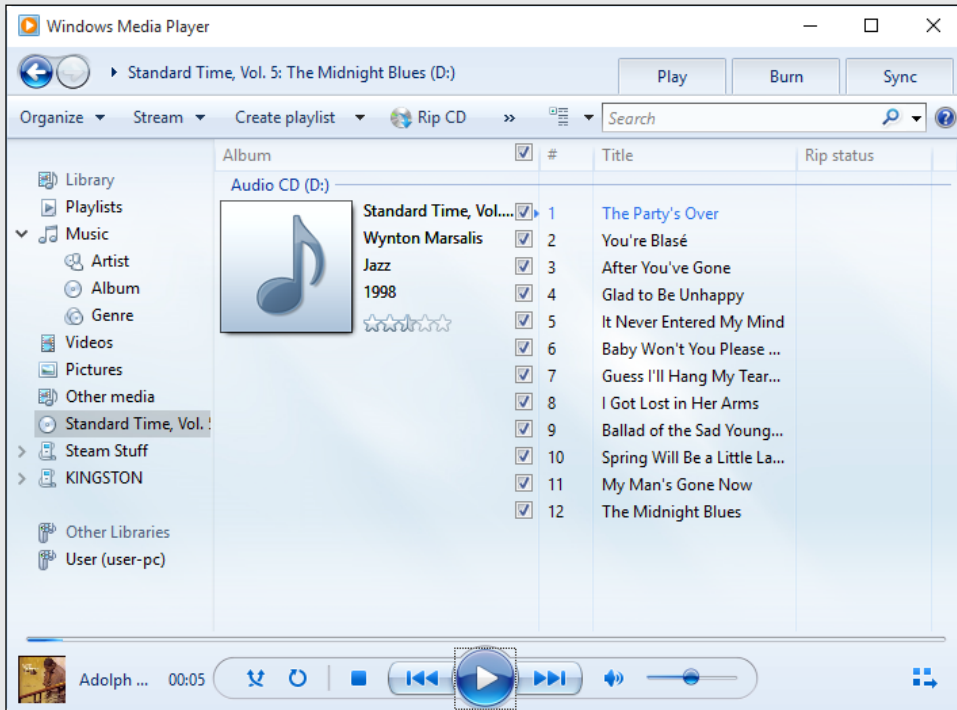 Windows Media Player
Standard Time, Vol. 5: The Midnight Blues (D:)
Play Burn Sync
Organize Stream Create playlist Rip CD » Search
Album # Title Rip status
Library
Playlists
Music
Artist
Album
Genre
Videos
Pictures
Other media
Standard Time, Vol.
Steam Stuff
KINGSTON
Other Libraries
User (user-pc)
Audio CD (D:)
Standard Time, Vol....
Wynton Marsalis
Jazz
1998
1 The Party's Over
2 You're Blasé
3 After You've Gone
4 Glad to Be Unhappy
5 It Never Entered My Mind
6 Baby Won't You Please ...
7 Guess I'll Hang My Tear...
8 I Got Lost in Her Arms
9 Ballad of the Sad Young...
10 Spring Will Be a Little La...
11 My Man's Gone Now
12 The Midnight Blues
Adolph ... 00:05